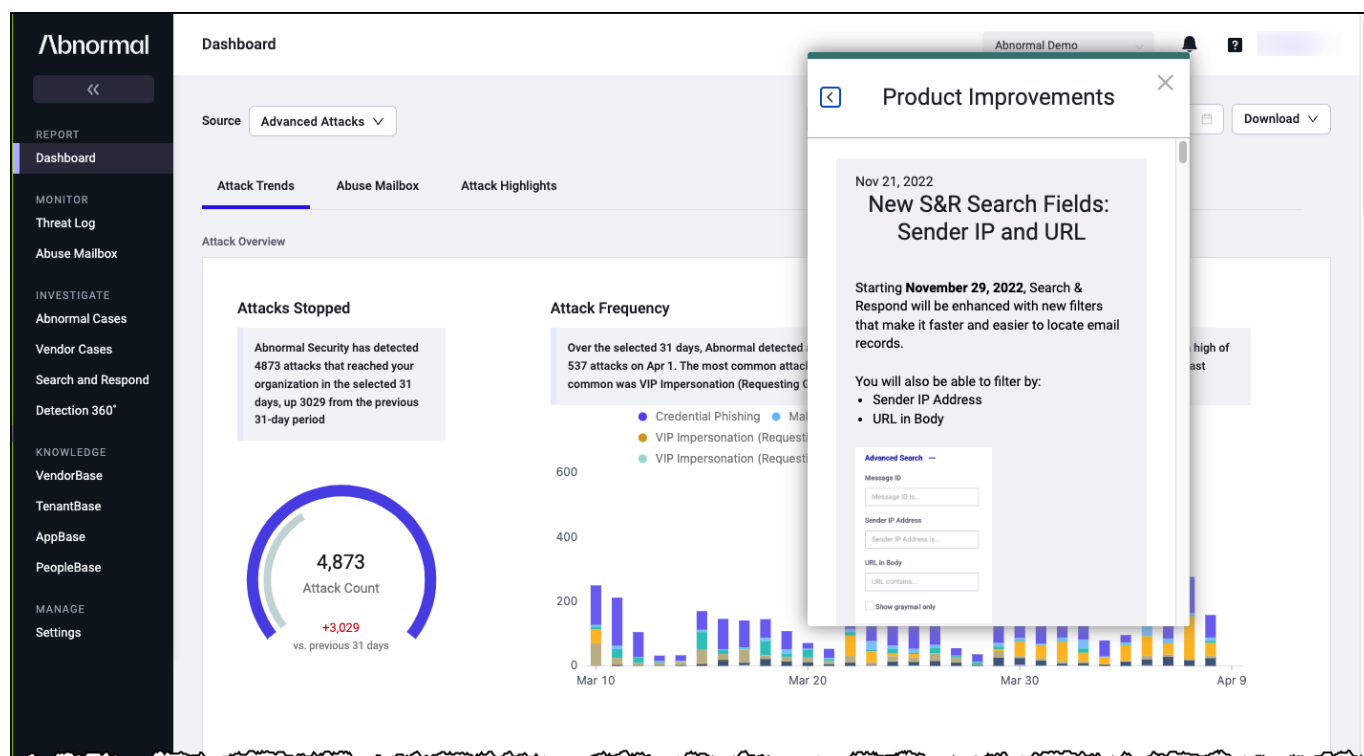 Abnormal
Dashboard
Abnormal Demo
?
REPORT
Dashboard
MONITOR
Threat Log
Abuse Mailbox
INVESTIGATE
Abnormal Cases
Vendor Cases
Search and Respond
Detection 360°
KNOWLEDGE
VendorBase
TenantBase
AppBase
PeopleBase
MANAGE
Settings
Source
Advanced Attacks
Download
Attack Trends
Abuse Mailbox
Attack Highlights
Attack Overview
Attacks Stopped
Abnormal Security has detected
4873 attacks that reached your
organization in the selected 31
days, up 3029 from the previous
31-day period
4,873
Attack Count
+3,029
vs. previous 31 days
Attack Frequency
Over the selected 31 days, Abnormal detected
high of
537 attacks on Apr 1. The most common
common was VIP Impersonation (Requesting
Credential Phishing
VIP Impersonation
VIP Impersonation
600
400
200
0
Mar 10
Mar 20
Mar 30
Apr 9
Product Improvements
Nov 21, 2022
New S&R Search Fields:
Sender IP and URL
Starting November 29, 2022, Search &
Respond will be enhanced with new filters
that make it faster and easier to locate email
records.
You will also be able to filter by:
• Sender IP Address
• URL in Body
Advanced Search —
Message ID
Message ID is...
Sender IP Address
Sender IP Address is...
URL in Body
URL contains...
Show graymail only